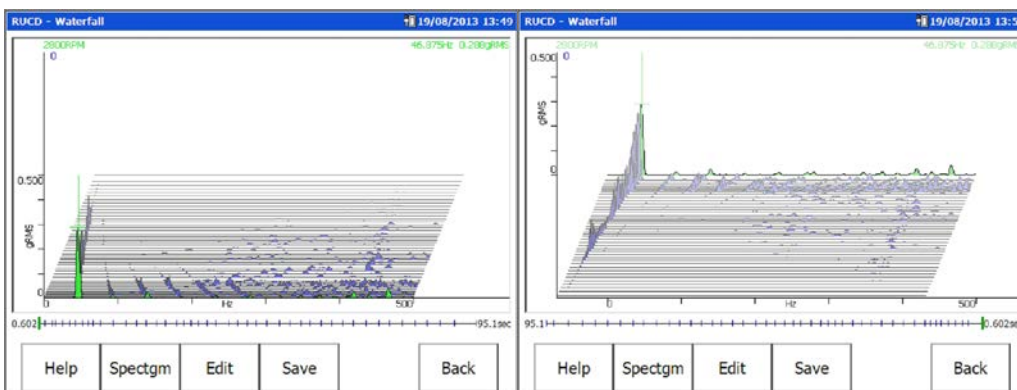 RUCD - Waterfall 19/08/2013 13:49
2800RPM 46.875Hz 0.288gRMS
0
0.500
gRMS
0
0 Hz 500
0.602 95.1sec
Help Spectgm Edit Save Back
RUCD - Waterfall 19/08/2013 13:5
2800RPM 46.875Hz 0.288gRMS
0.500 0
gRMS
0
0 Hz 500
95.1 0.602s
Help Spectgm Edit Save Back